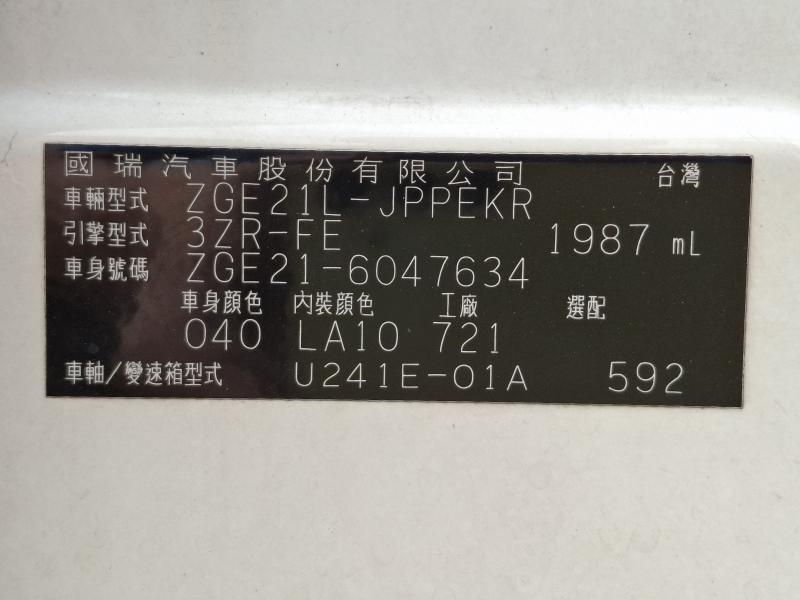 國瑞汽車股份有限公司 台灣
車輛型式 ZGE21L-JPPEKR
引擎型式 3ZR-FE 1987 mL
車身號碼 ZGE21-6047634
車身顏色 內裝顏色 工廠 選配
040 LA10 721
車軸/變速箱型式 U241E-01A 592